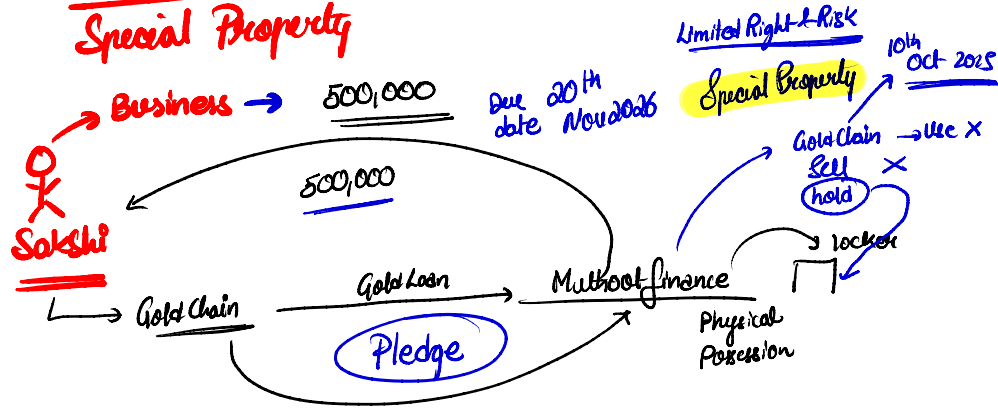 Special Property
Limited Right & Risk
10th
Oct 2025
Special Property
Business → 500,000
Due 20th
date Nov 2026
Gold Chain → Use X
Sell X
hold
500,000
Sakshi
locker
Gold Loan
Muthoot finance
Gold Chain
Pledge
Physical
Possession